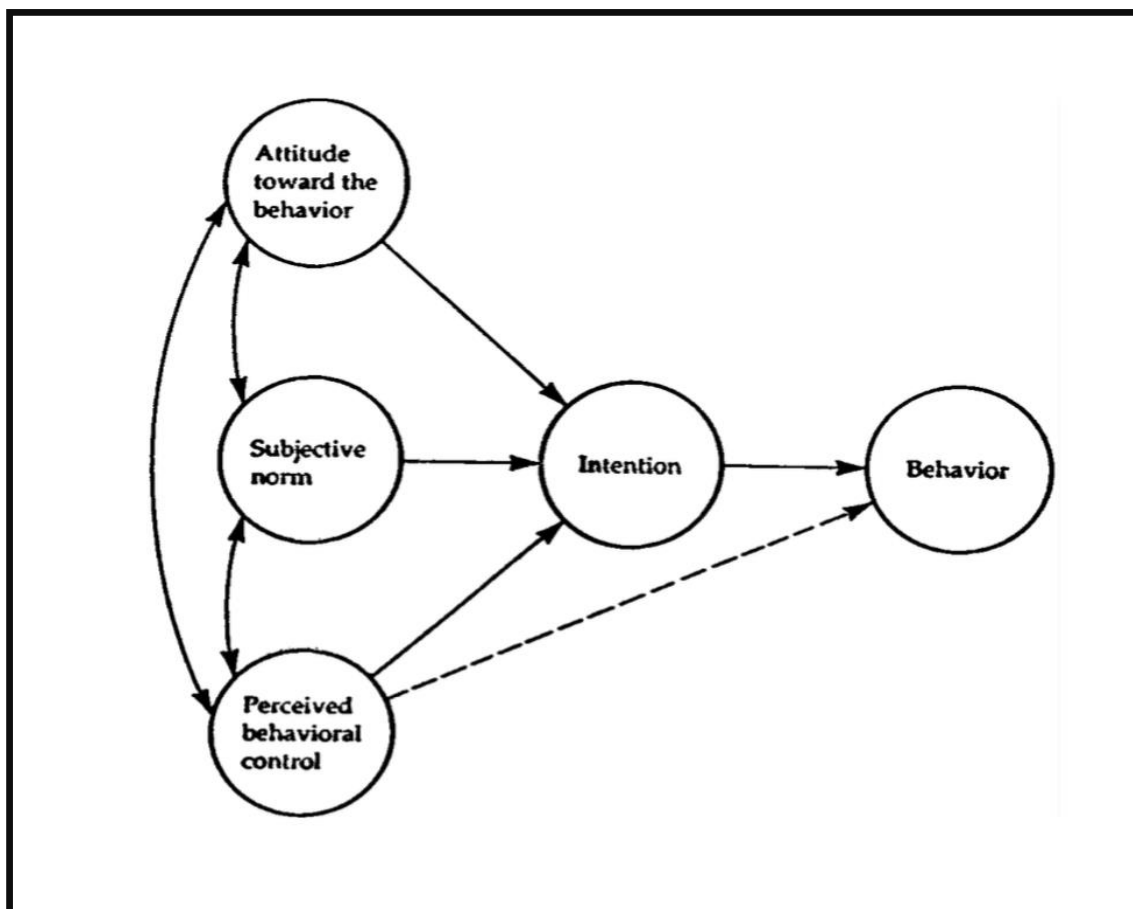 Attitude
toward the
behavior
Subjective
norm
Intention
Behavior
Perceived
behavioral
control